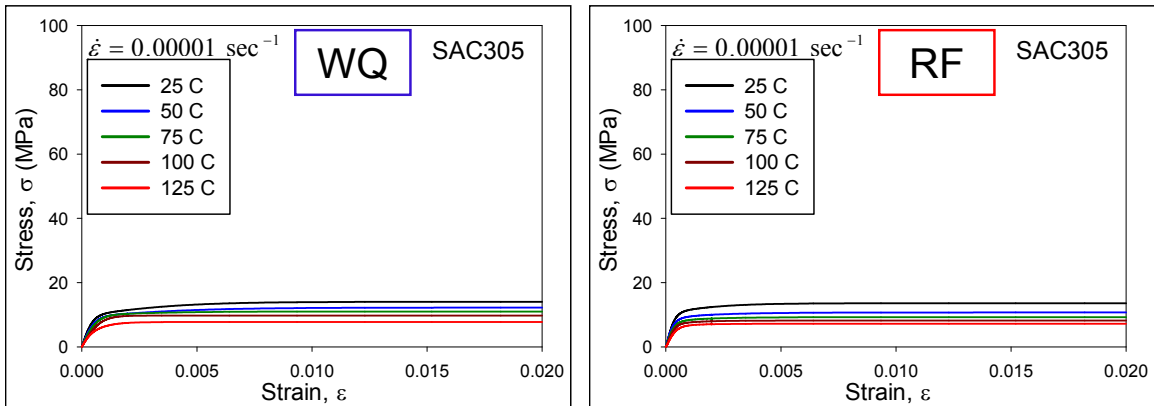 ε̇ = 0.00001 sec⁻¹
WQ
SAC305
25 C
50 C
75 C
100 C
125 C
Stress, σ (MPa)
100
80
60
40
20
0
0.000
0.005
0.010
0.015
0.020
Strain, ε
ε̇ = 0.00001 sec⁻¹
RF
SAC305
25 C
50 C
75 C
100 C
125 C
Stress, σ (MPa)
100
80
60
40
20
0
0.000
0.005
0.010
0.015
0.020
Strain, ε